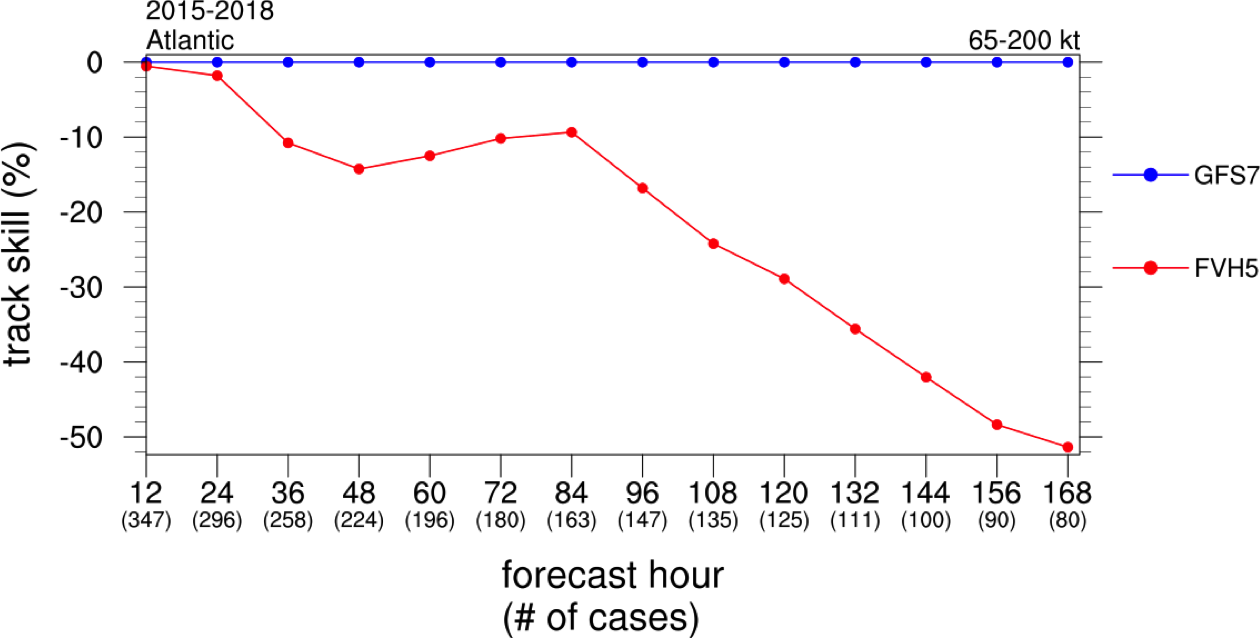 2015-2018
Atlantic 65-200 kt
0
-10
-20
-30
-40
-50
track skill (%)
GFS7
FVH5
12 24 36 48 60 72 84 96 108 120 132 144 156 168
(347) (296) (258) (224) (196) (180) (163) (147) (135) (125) (111) (100) (90) (80)
forecast hour
(# of cases)